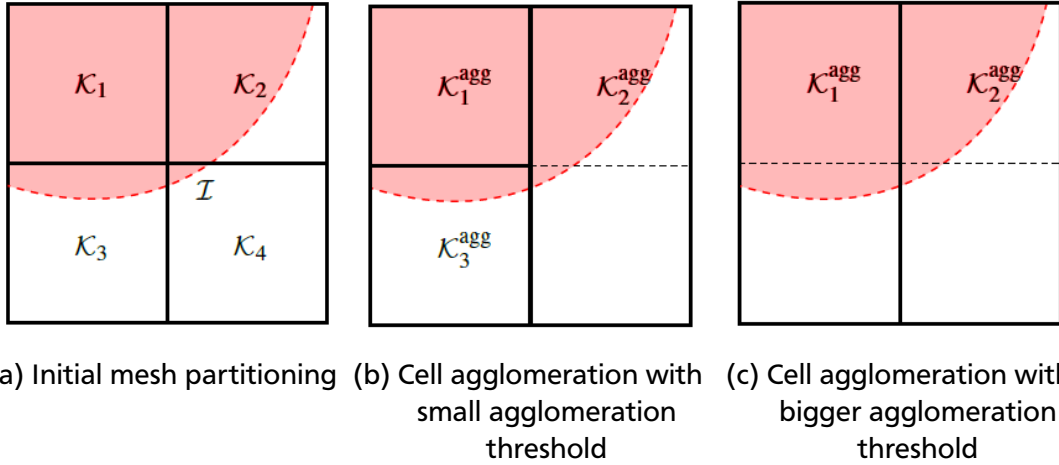 𝒦₁ 𝒦₂
ℐ
𝒦₃ 𝒦₄
𝒦₁ᵃᵍᵍ 𝒦₂ᵃᵍᵍ
𝒦₃ᵃᵍᵍ
𝒦₁ᵃᵍᵍ 𝒦₂ᵃᵍᵍ
a) Initial mesh partitioning
(b) Cell agglomeration with
small agglomeration
threshold
(c) Cell agglomeration with
bigger agglomeration
threshold